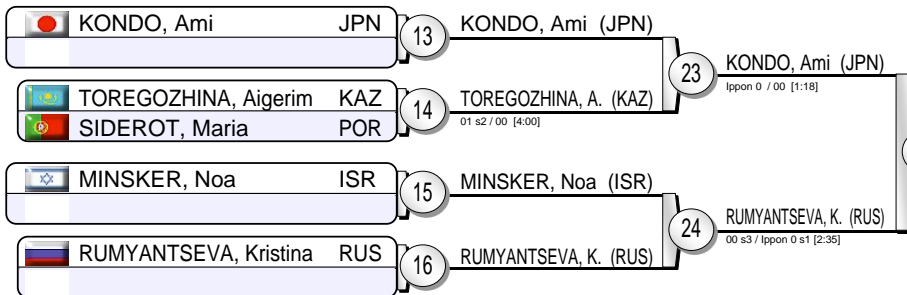 KONDO, Ami JPN
13
KONDO, Ami (JPN)
TOREGOZHINA, Aigerim KAZ
SIDEROT, Maria POR
14
TOREGOZHINA, A. (KAZ)
01 s2 / 00 [4:00]
23
KONDO, Ami (JPN)
Ippon 0 / 00 [1:18]
MINSKER, Noa ISR
15
MINSKER, Noa (ISR)
RUMYANTSEVA, Kristina RUS
16
RUMYANTSEVA, K. (RUS)
24
RUMYANTSEVA, K. (RUS)
00 s3 / Ippon 0 s1 [2:35]